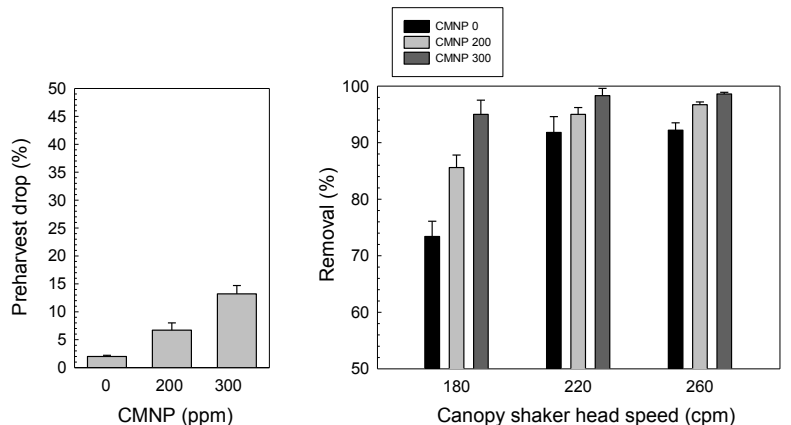 CMNP 0
CMNP 200
CMNP 300
Preharvest drop (%)
50
45
40
35
30
25
20
15
10
5
0
0 200 300
CMNP (ppm)
Removal (%)
100
90
80
70
60
50
180 220 260
Canopy shaker head speed (cpm)